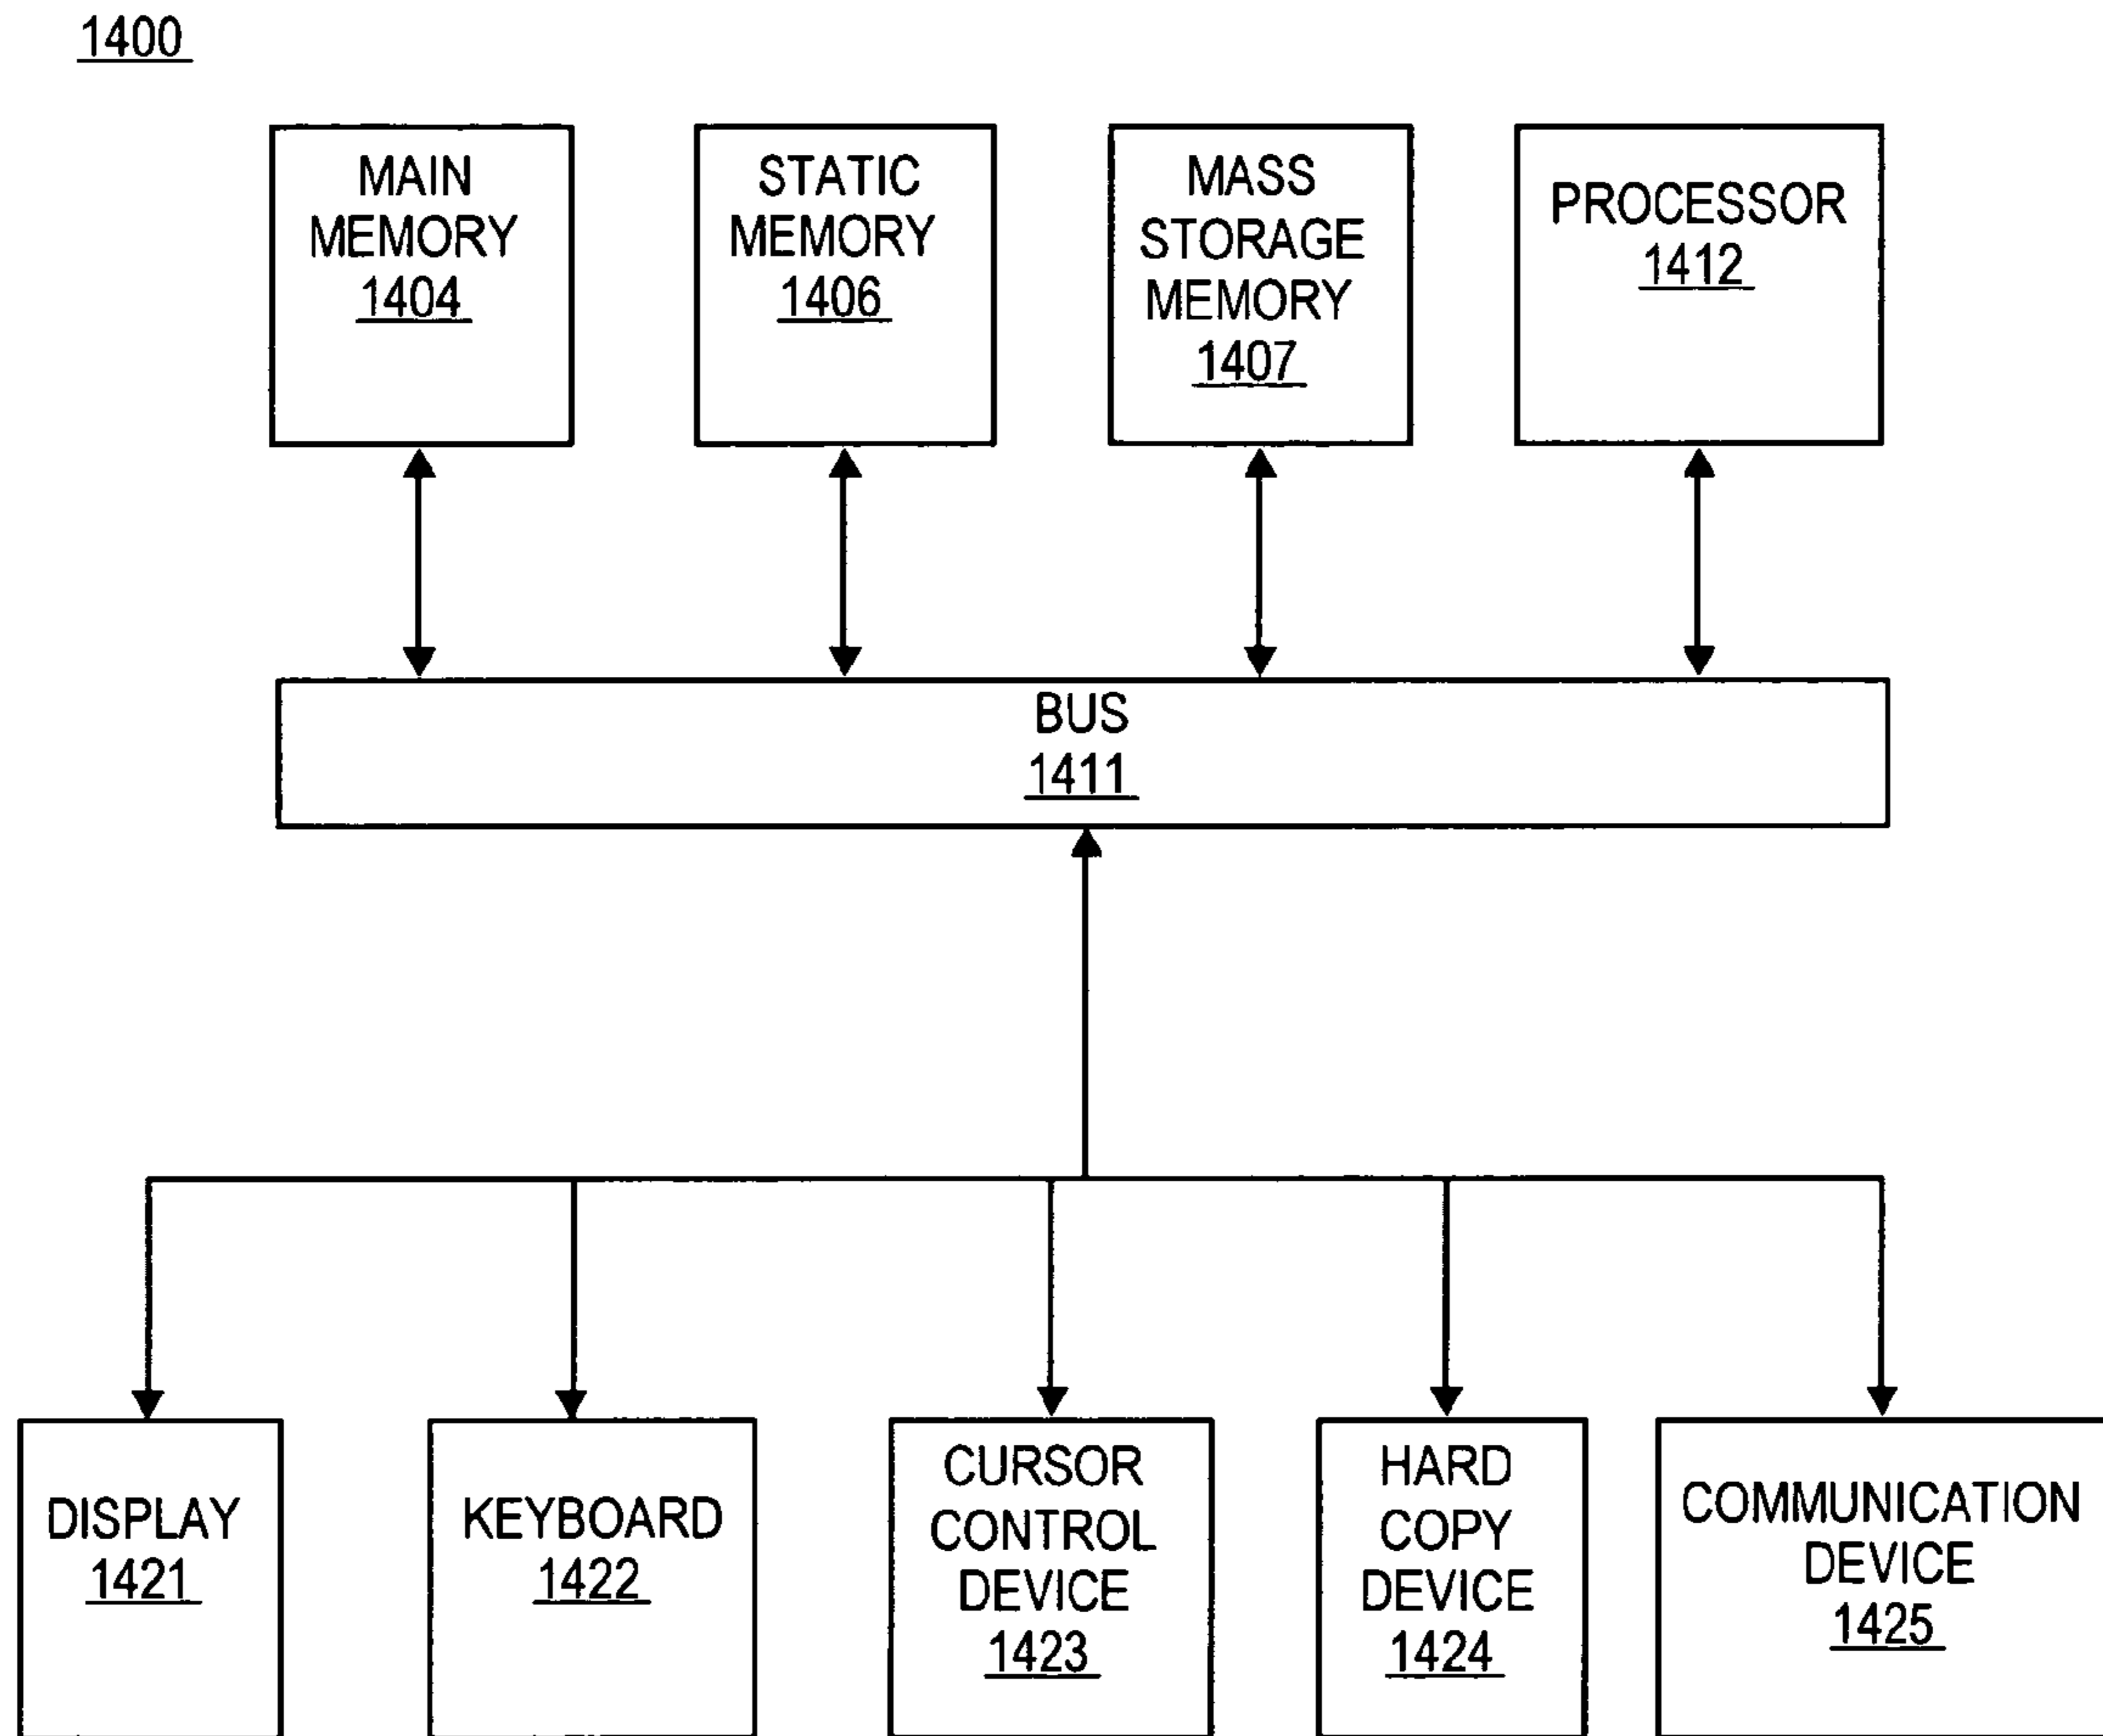 1400
MAIN
MEMORY
1404
STATIC
MEMORY
1406
MASS
STORAGE
MEMORY
1407
PROCESSOR
1412
BUS
1411
DISPLAY
1421
KEYBOARD
1422
CURSOR
CONTROL
DEVICE
1423
HARD
COPY
DEVICE
1424
COMMUNICATION
DEVICE
1425